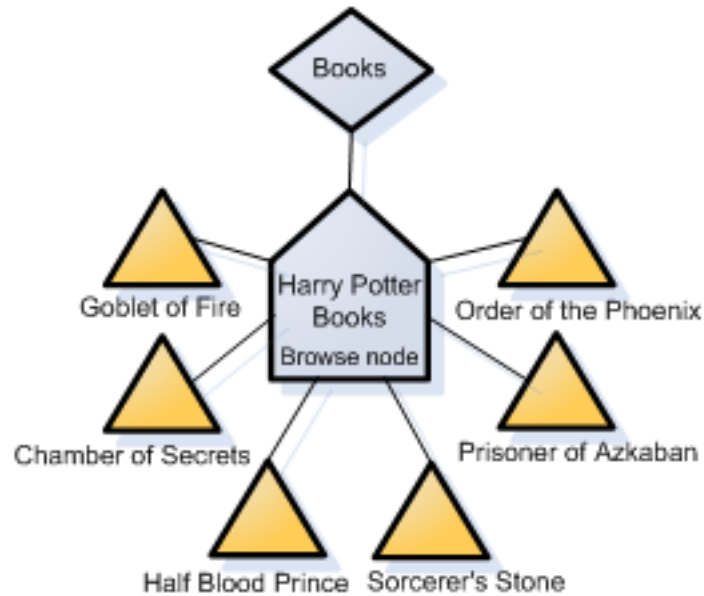 Books
Harry Potter
Books
Browse node
Goblet of Fire
Order of the Phoenix
Chamber of Secrets
Prisoner of Azkaban
Half Blood Prince
Sorcerer's Stone